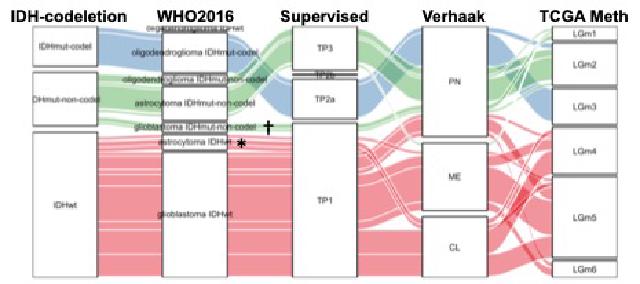 IDH-codeletion WHO2016 Supervised Verhaak TCGA Meth
IDHmut-codel
DHmut-non-codel
IDHwt
oligodendroglioma IDHmut-codel
oligodendroglioma IDHmut-non-codel
astrocytoma IDHmut-non-codel
glioblastoma IDHmut-non-codel †
astrocytoma IDHwt *
glioblastoma IDHwt
TP3
TP2b
TP2a
TP1
PN
ME
CL
LGm1
LGm2
LGm3
LGm4
LGm5
LGm6